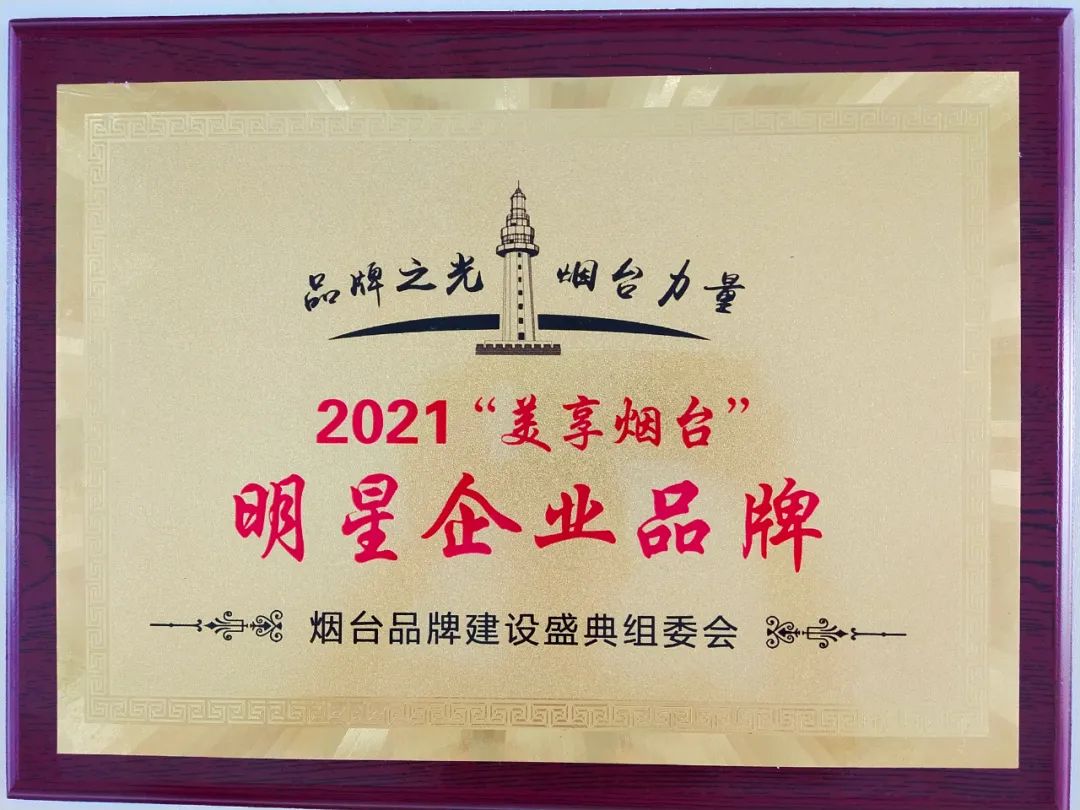 品牌之光 烟台力量
2021“美享烟台”
明星企业品牌
烟台品牌建设盛典组委会